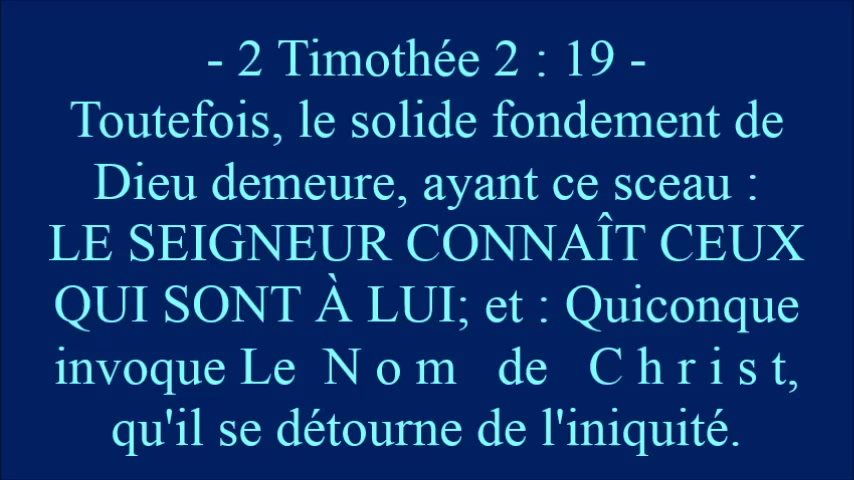 - 2 Timothée 2 : 19 -
Toutefois, le solide fondement de
Dieu demeure, ayant ce sceau :
LE SEIGNEUR CONNAÎT CEUX
QUI SONT À LUI; et : Quiconque
invoque Le N o m de C h r i s t,
qu'il se détourne de l'iniquité.